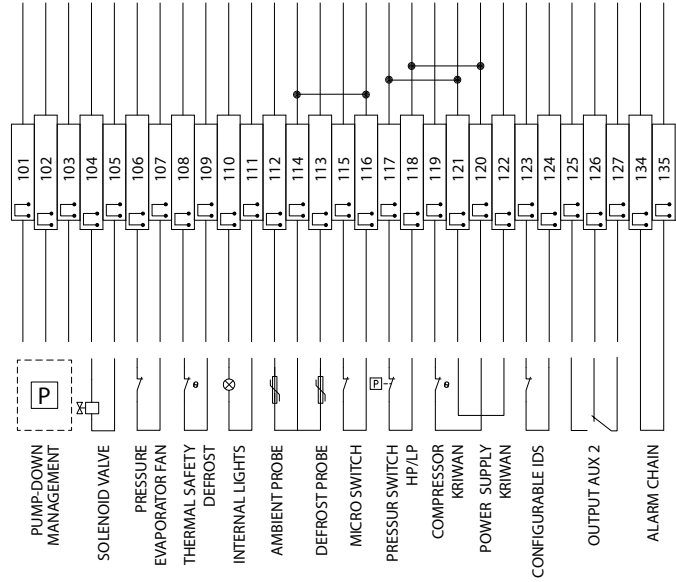 101
102
103
104
105
106
107
108
109
110
111
112
114
113
115
116
117
118
119
121
120
122
123
124
125
126
127
134
135
P
θ
P
θ
PUMP-DOWN
MANAGEMENT
SOLENOID VALVE
PRESSURE
EVAPORATOR FAN
THERMAL SAFETY
DEFROST
INTERNAL LIGHTS
AMBIENT PROBE
DEFROST PROBE
MICRO SWITCH
PRESSUR SWITCH
HP/LP
COMPRESSOR
KRIWAN
POWER SUPPLY
KRIWAN
CONFIGURABLE IDS
OUTPUT AUX 2
ALARM CHAIN